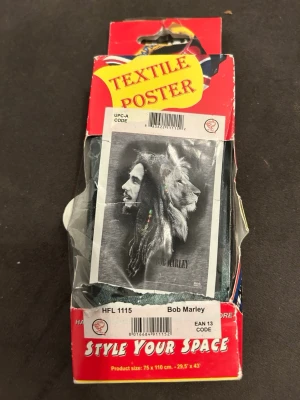 TEXTILE
POSTER
UPC-A
CODE
MARLEY
HFL 1115
Bob Marley
EAN 13
CODE
STYLE YOUR SPACE
Product size: 75 x 110 cm. - 29,5' x 43'